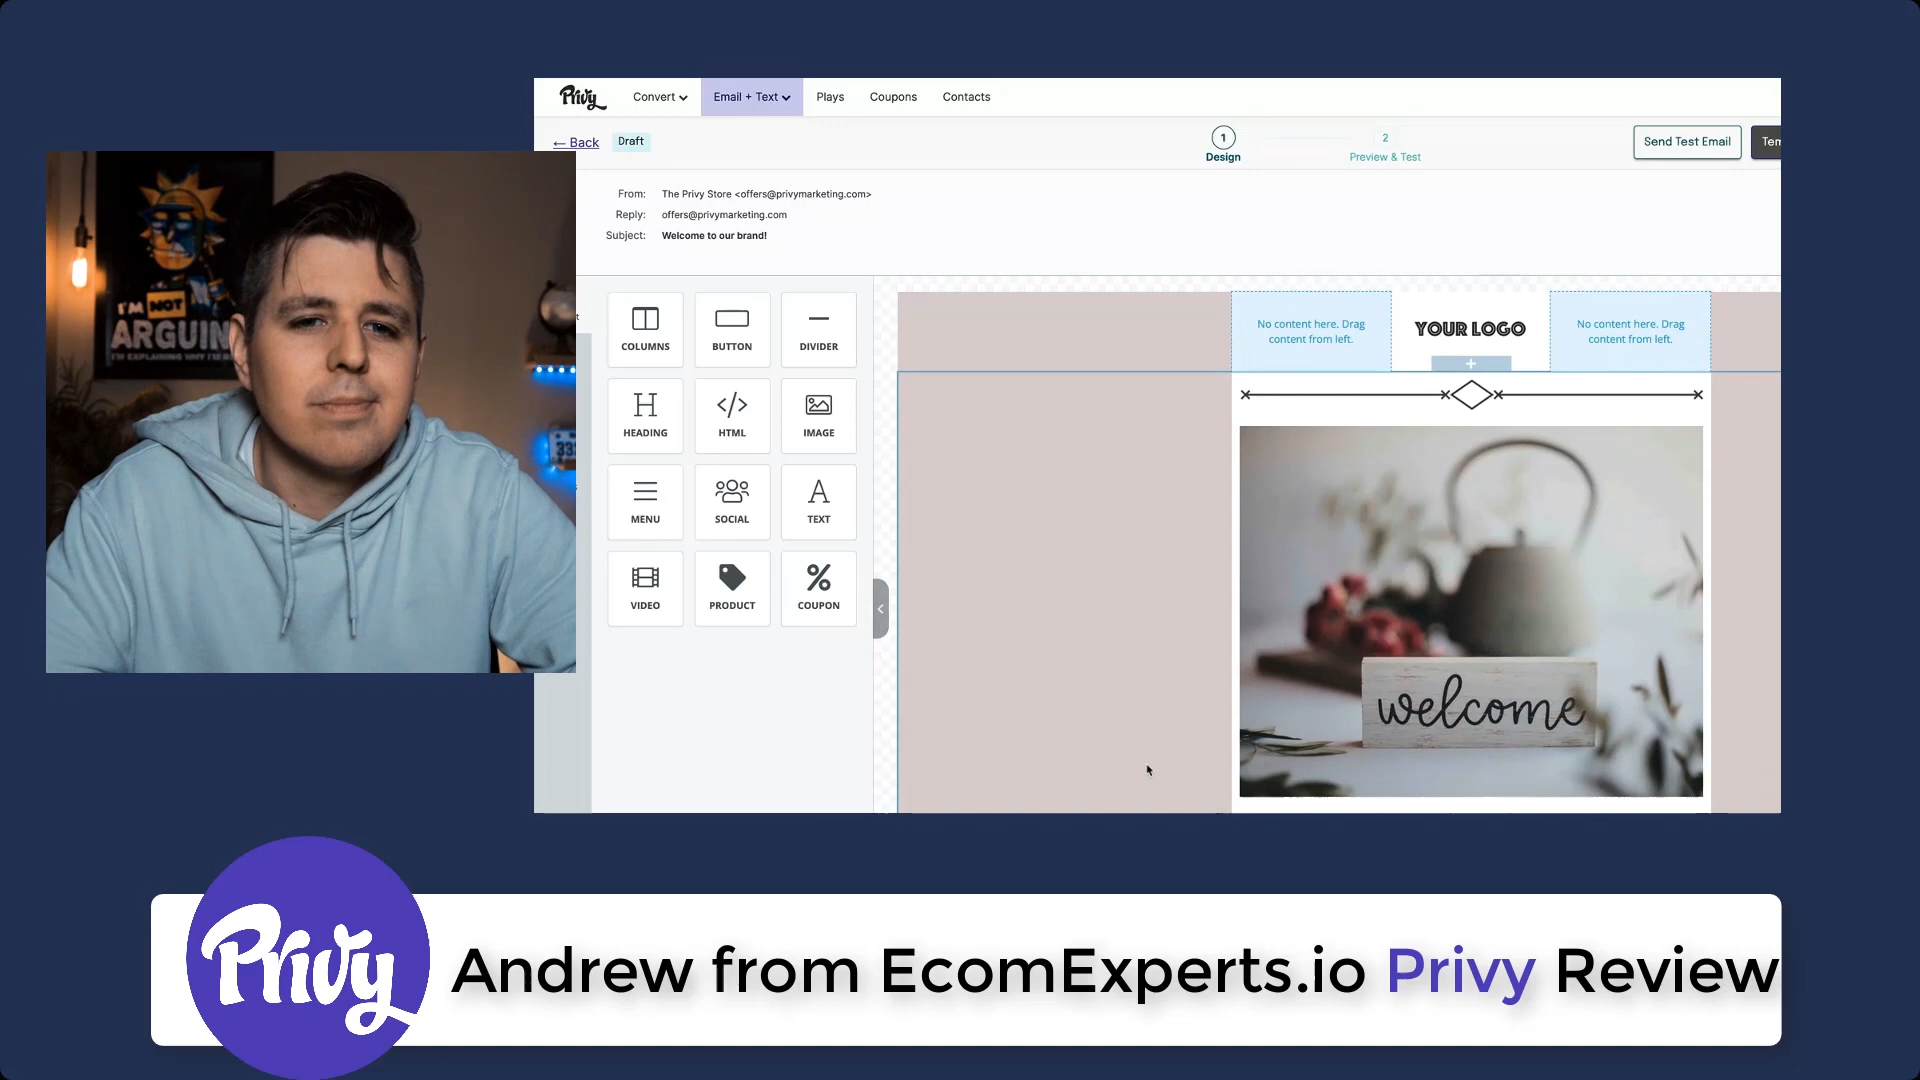 Privy
Convert
Email + Text
Plays
Coupons
Contacts
← Back
Draft
1
Design
2
Preview & Test
Send Test Email
From: The Privy Store <offers@privymarketing.com>
Reply: offers@privymarketing.com
Subject: Welcome to our brand!
I'M NOT
ARGUIN
COLUMNS
BUTTON
DIVIDER
HEADING
HTML
IMAGE
MENU
SOCIAL
TEXT
VIDEO
PRODUCT
COUPON
No content here. Drag
content from left.
YOUR LOGO
No content here. Drag
content from left.
welcome
Privy
Andrew from EcomExperts.io Privy Review